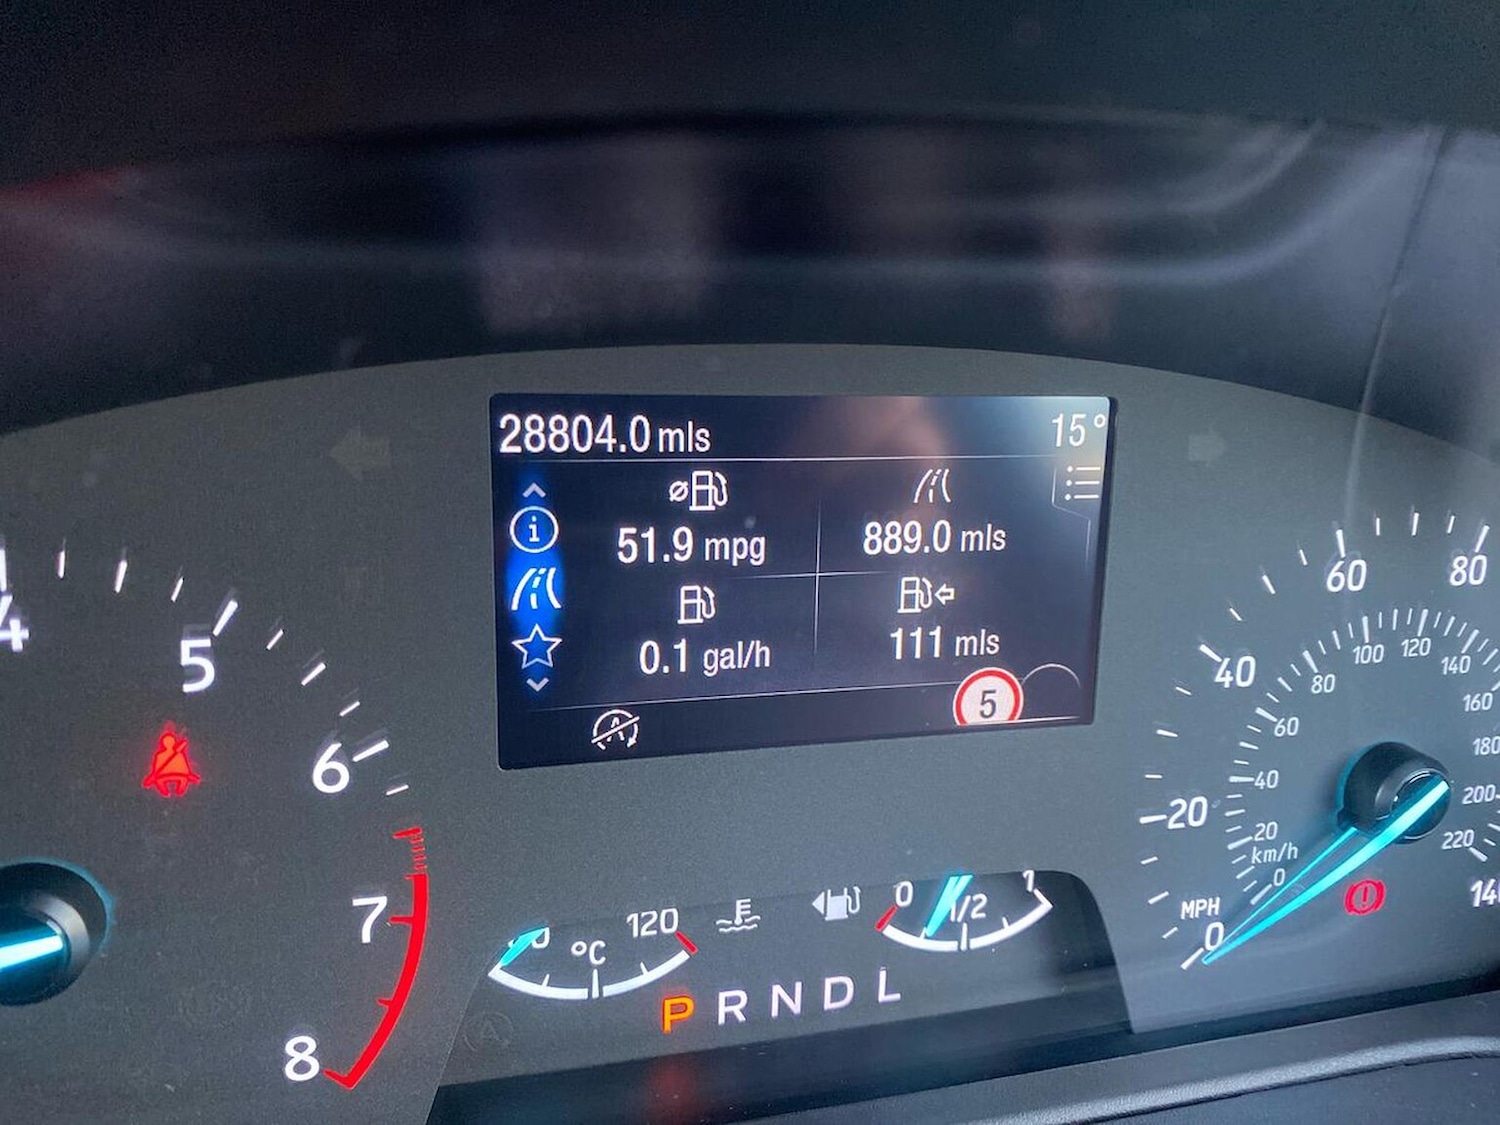 28804.0 mls 15°
51.9 mpg 889.0 mls
0.1 gal/h 111 mls
5
4 5 6 7 8
120
°C
0 1/2 1
P R N D L
MPH
0 20 40 60 80
km/h
0 20 40 60 80 100 120 140 160 180 200 220